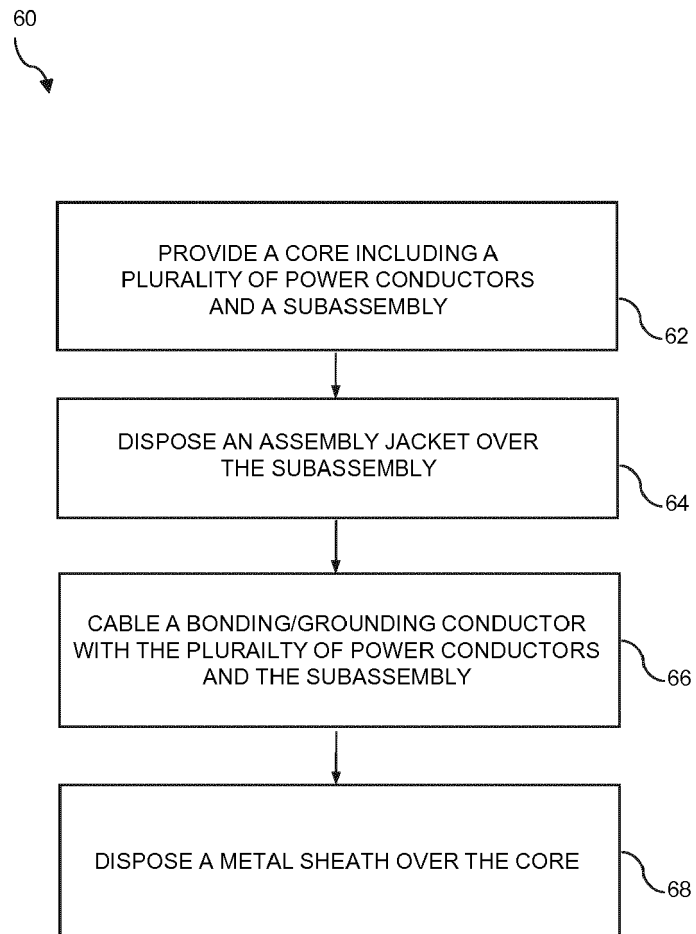 60
PROVIDE A CORE INCLUDING A
PLURALITY OF POWER CONDUCTORS
AND A SUBASSEMBLY
62
DISPOSE AN ASSEMBLY JACKET OVER
THE SUBASSEMBLY
64
CABLE A BONDING/GROUNDING CONDUCTOR
WITH THE PLURAILTY OF POWER CONDUCTORS
AND THE SUBASSEMBLY
66
DISPOSE A METAL SHEATH OVER THE CORE
68